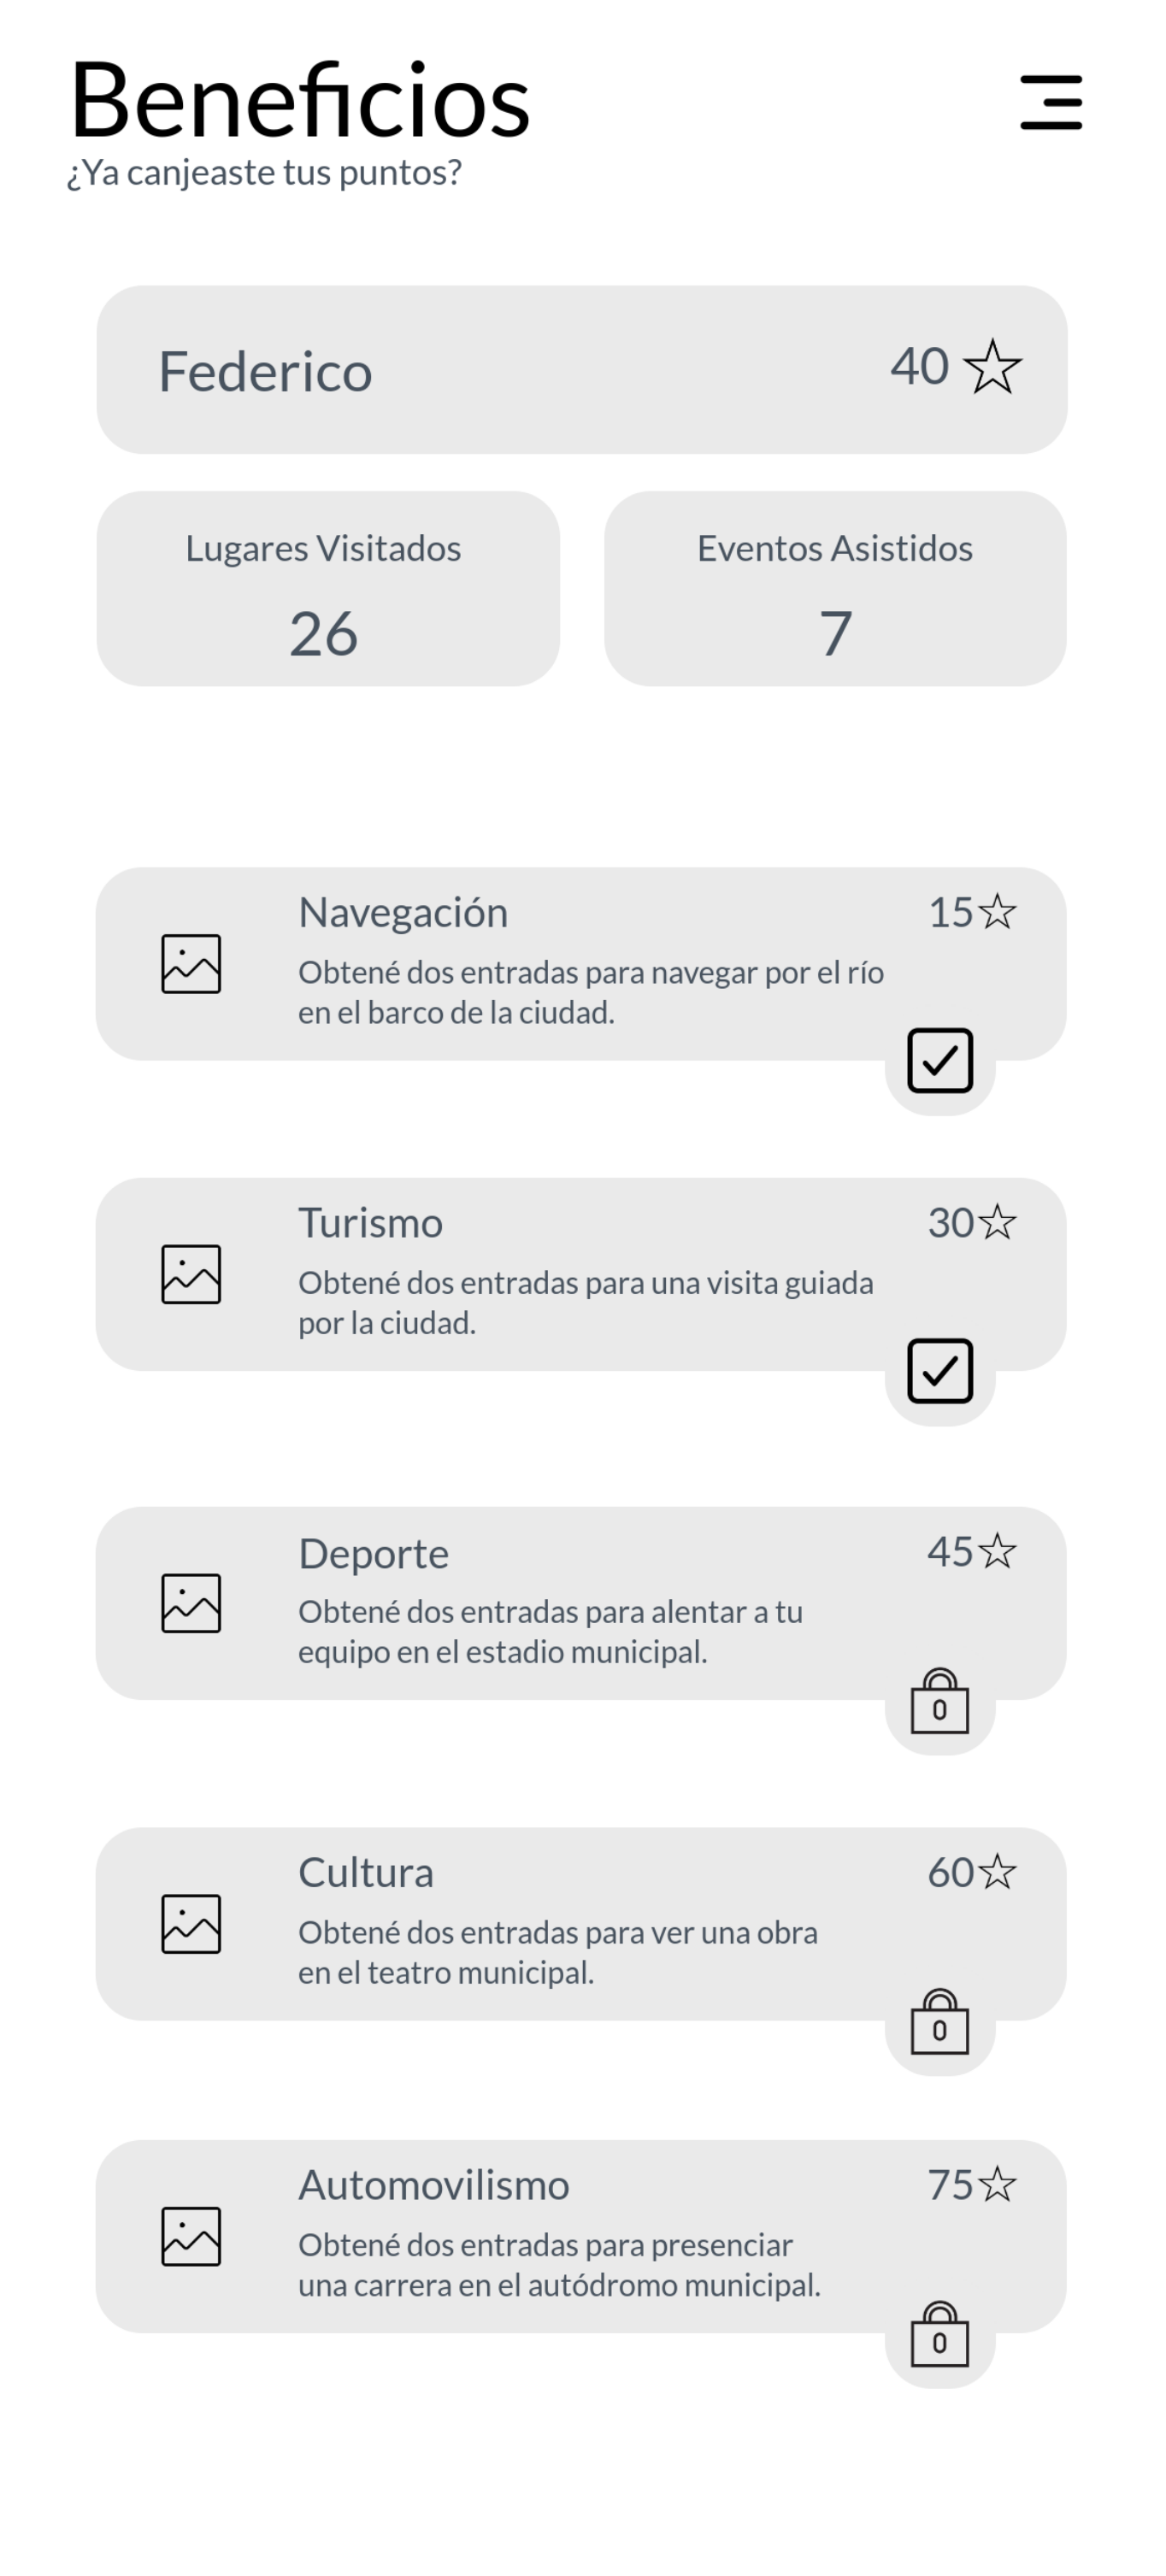 Beneficios
¿Ya canjeaste tus puntos?
Federico
40
Lugares Visitados
Eventos Asistidos
26
7
Navegación
15
Obtené dos entradas para navegar por el río
en el barco de la ciudad.
Turismo
30
Obtené dos entradas para una visita guiada
por la ciudad.
Deporte
45
Obtené dos entradas para alentar a tu
equipo en el estadio municipal.
Cultura
60
Obtené dos entradas para ver una obra
en el teatro municipal.
Automovilismo
75
Obtené dos entradas para presenciar
una carrera en el autódromo municipal.